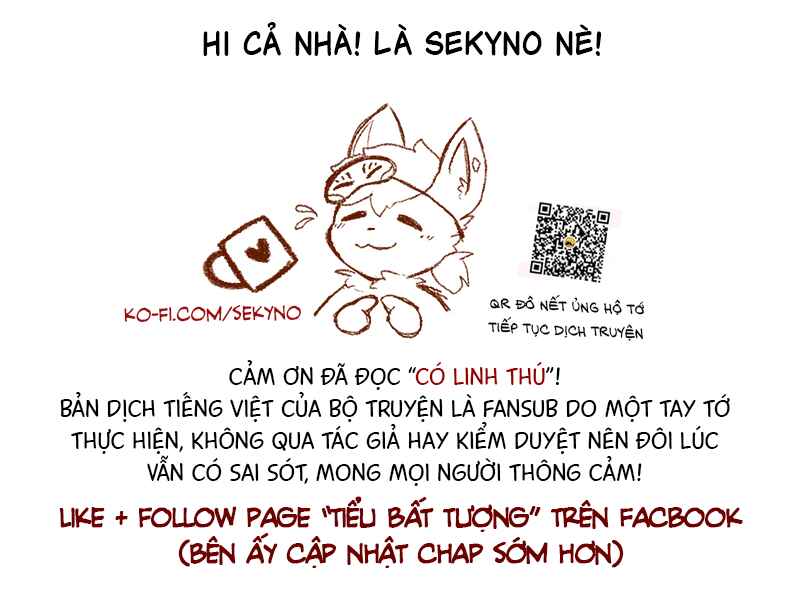 HI CẢ NHÀ! LÀ SEKYNO NÈ!
KO-FI.COM/SEKYNO
QR ĐÔ NẾT ỦNG HỘ TỚ
TIẾP TỤC DỊCH TRUYỆN
CẢM ƠN ĐÃ ĐỌC “CÓ LINH THÚ”!
BẢN DỊCH TIẾNG VIỆT CỦA BỘ TRUYỆN LÀ FANSUB DO MỘT TAY TỚ
THỰC HIỆN, KHÔNG QUA TÁC GIẢ HAY KIỂM DUYỆT NÊN ĐÔI LÚC
VẪN CÓ SAI SÓT, MONG MỌI NGƯỜI THÔNG CẢM!
LIKE + FOLLOW PAGE “TIỂU BẤT TƯỢNG” TRÊN FACBOOK
(BÊN ẤY CẬP NHẬT CHAP SỚM HƠN)